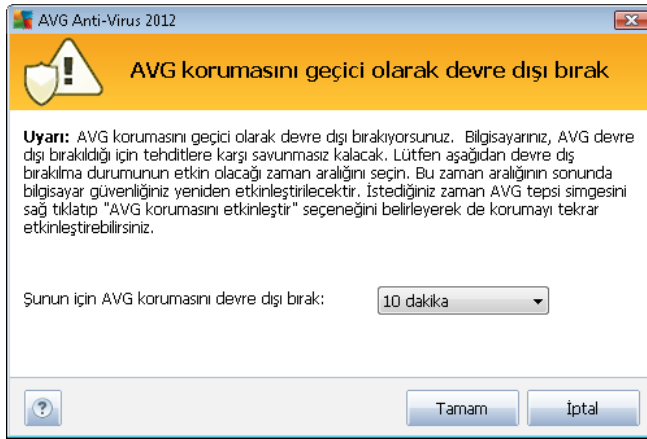 AVG Anti-Virus 2012
AVG korumasını geçici olarak devre dışı bırak
Uyarı: AVG korumasını geçici olarak devre dışı bırakıyorsunuz. Bilgisayarınız, AVG devre
dışı bırakıldığı için tehditlere karşı savunmasız kalacak. Lütfen aşağıdan devre dış
bırakılma durumunun etkin olacağı zaman aralığını seçin. Bu zaman aralığının sonunda
bilgisayar güvenliğiniz yeniden etkinleştirilecektir. İstediğiniz zaman AVG tepsi simgesini
sağ tıklatıp "AVG korumasını etkinleştir" seçeneğini belirleyerek de korumayı tekrar
etkinleştirebilirsiniz.
Şunun için AVG korumasını devre dışı bırak:
10 dakika
?
Tamam
İptal